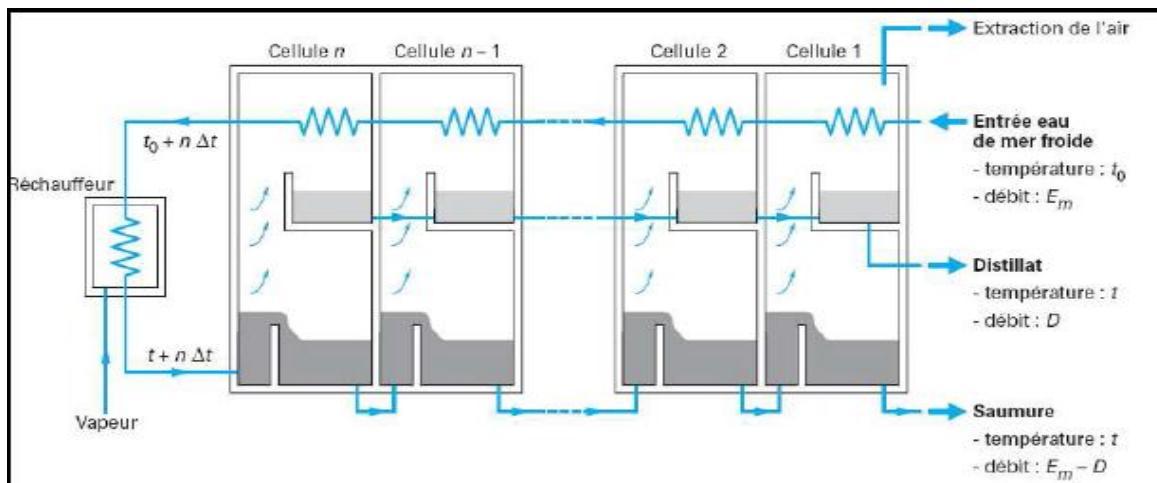 Cellule n
Cellule n – 1
Cellule 2
Cellule 1
Extraction de l'air
Entrée eau
de mer froide
- température : t0
- débit : Em
t0 + n Δt
Réchauffeur
Distillat
- température : t
- débit : D
t + n Δt
Vapeur
Saumure
- température : t
- débit : Em – D